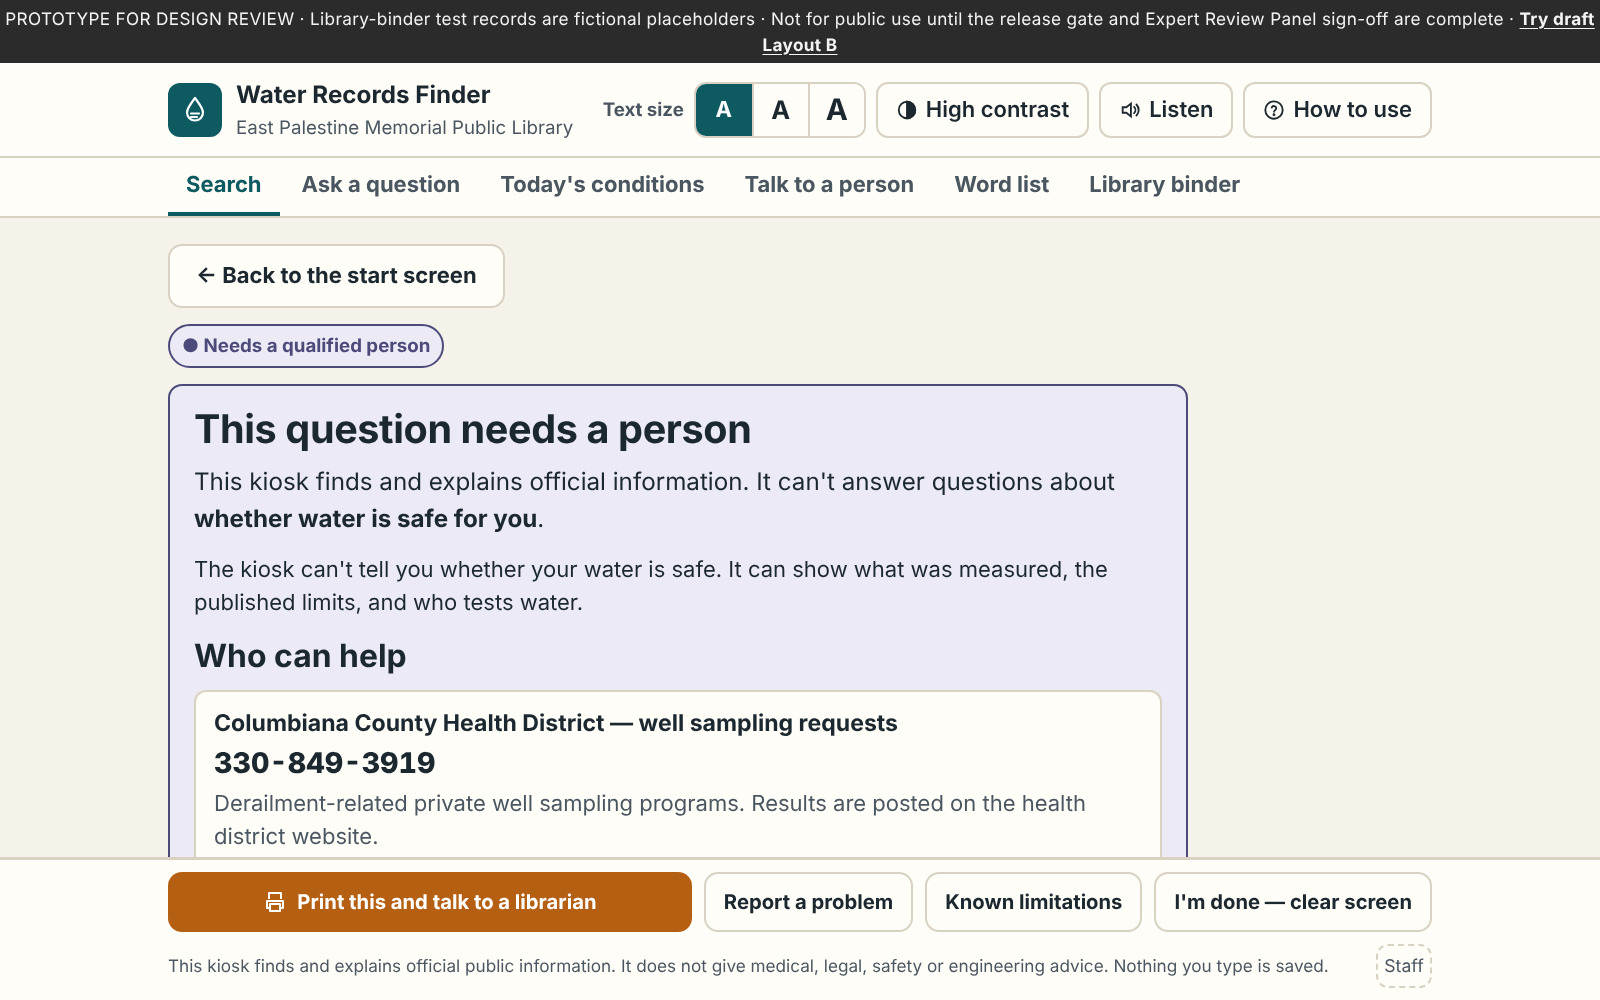 PROTOTYPE FOR DESIGN REVIEW · Library-binder test records are fictional placeholders · Not for public use until the release gate and Expert Review Panel sign-off are complete · Try draft
Layout B
Water Records Finder
East Palestine Memorial Public Library
Text size
A A A
High contrast
Listen
How to use
Search
Ask a question
Today's conditions
Talk to a person
Word list
Library binder
← Back to the start screen
Needs a qualified person
This question needs a person
This kiosk finds and explains official information. It can't answer questions about
whether water is safe for you.
The kiosk can't tell you whether your water is safe. It can show what was measured, the
published limits, and who tests water.
Who can help
Columbiana County Health District — well sampling requests
330-849-3919
Derailment-related private well sampling programs. Results are posted on the health
district website.
Print this and talk to a librarian
Report a problem
Known limitations
I'm done — clear screen
This kiosk finds and explains official public information. It does not give medical, legal, safety or engineering advice. Nothing you type is saved.
Staff